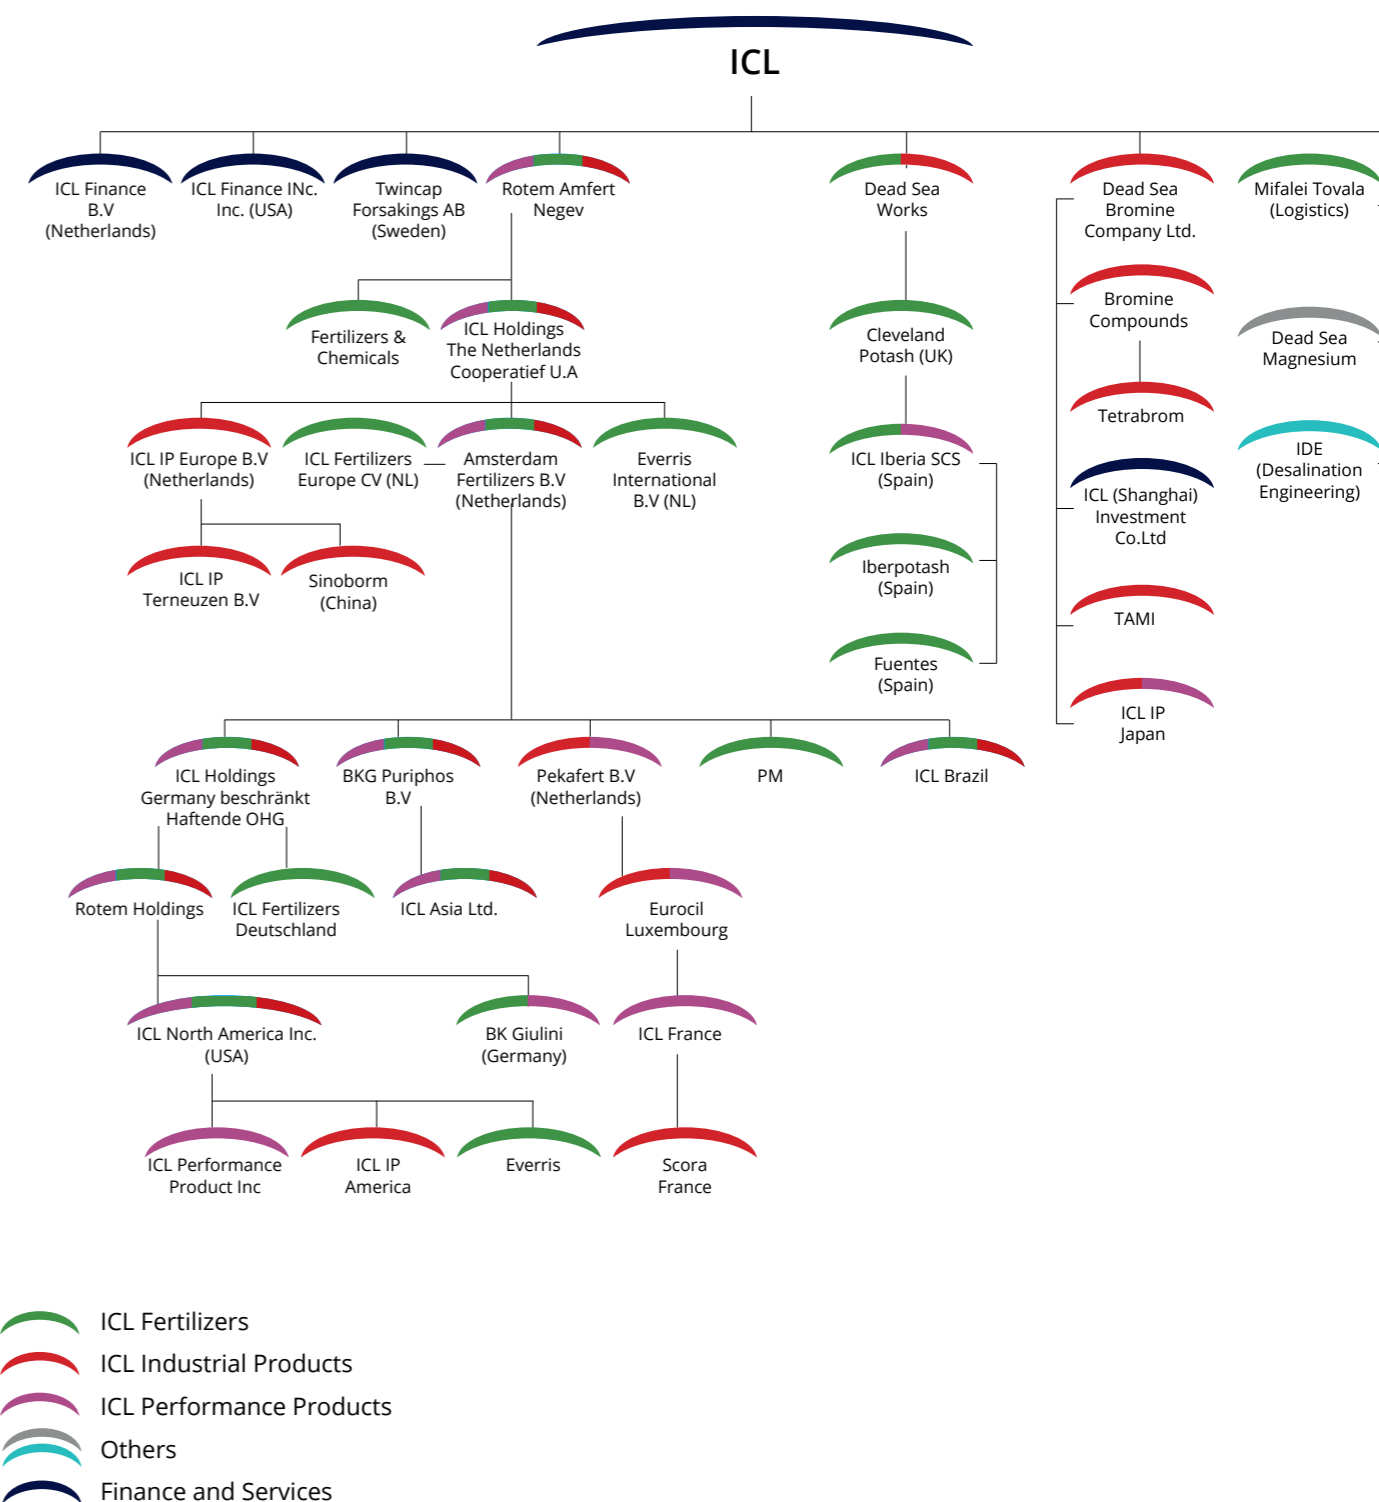 ICL
ICL Finance
B.V
(Netherlands)
ICL Finance INc.
Inc. (USA)
Twincap
Forsakings AB
(Sweden)
Rotem Amfert
Negev
Dead Sea
Works
Dead Sea
Bromine
Company Ltd.
Mifalei Tovala
(Logistics)
Fertilizers &
Chemicals
ICL Holdings
The Netherlands
Cooperatief U.A
Cleveland
Potash (UK)
Bromine
Compounds
Dead Sea
Magnesium
ICL IP Europe B.V
(Netherlands)
ICL Fertilizers
Europe CV (NL)
Amsterdam
Fertilizers B.V
(Netherlands)
Everris
International
B.V (NL)
ICL Iberia SCS
(Spain)
Tetrabrom
IDE
(Desalination
Engineering)
ICL (Shanghai)
Investment
Co.Ltd
ICL IP
Terneuzen B.V
Sinoborm
(China)
Iberpotash
(Spain)
TAMI
Fuentes
(Spain)
ICL IP
Japan
ICL Holdings
Germany beschränkt
Haftende OHG
BKG Puriphos
B.V
Pekafert B.V
(Netherlands)
PM
ICL Brazil
Rotem Holdings
ICL Fertilizers
Deutschland
ICL Asia Ltd.
Eurocil
Luxembourg
ICL North America Inc.
(USA)
BK Giulini
(Germany)
ICL France
ICL Performance
Product Inc
ICL IP
America
Everris
Scora
France
ICL Fertilizers
ICL Industrial Products
ICL Performance Products
Others
Finance and Services